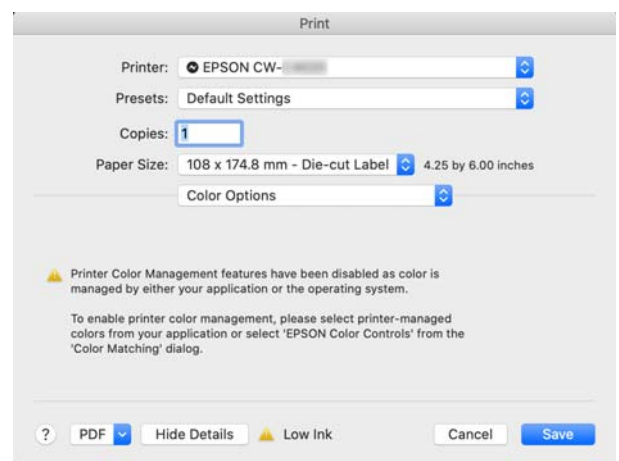 Print
Printer: EPSON CW-
Presets: Default Settings
Copies: 1
Paper Size: 108 x 174.8 mm - Die-cut Label 4.25 by 6.00 inches
Color Options
Printer Color Management features have been disabled as color is
managed by either your application or the operating system.
To enable printer color management, please select printer-managed
colors from your application or select 'EPSON Color Controls' from the
'Color Matching' dialog.
? PDF Hide Details Low Ink Cancel Save